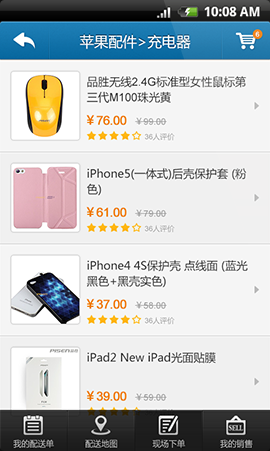 10:08 AM
苹果配件>充电器
6
品胜无线2.4G标准型女性鼠标第
三代M100珠光黄
¥76.00 ¥99.00
36人评价
iPhone5(一体式)后壳保护套 (粉
色)
¥61.00 ¥79.00
36人评价
iPhone4 4S保护壳 点线面 (蓝光
黑色+黑壳实色)
¥37.00 ¥58.00
36人评价
PISEN
iPad2 New iPad光面贴膜
¥39.00 ¥59.00
SELL
我的配送单 配送地图 现场下单 我的销售